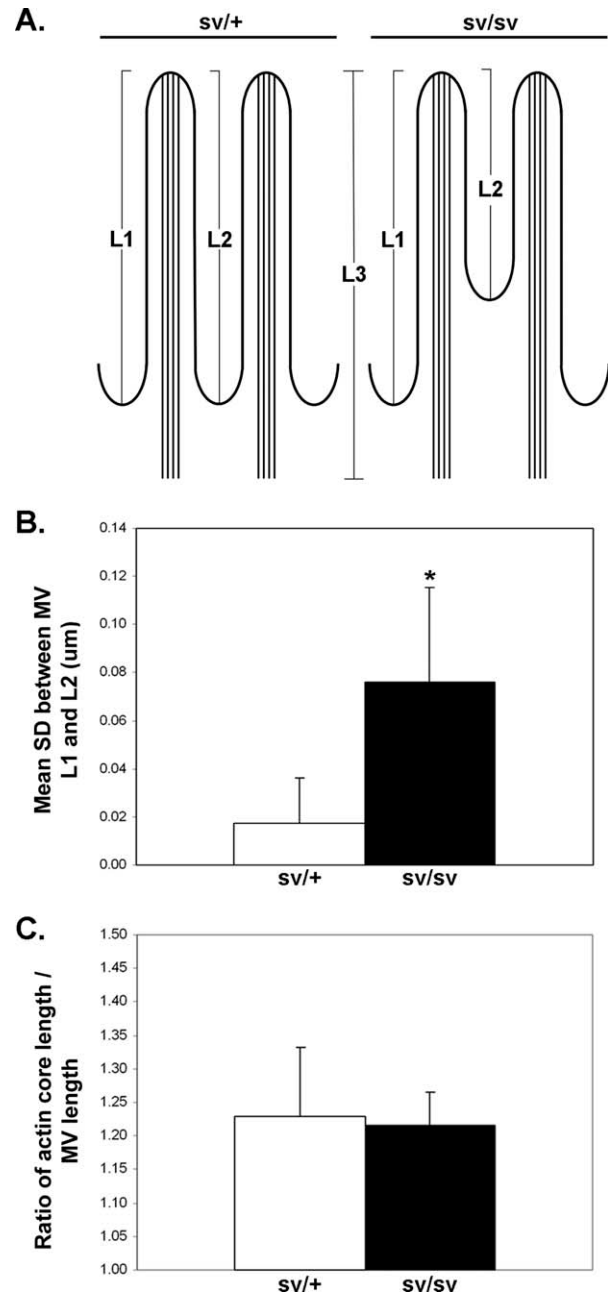 A.
sv/+
sv/sv
L1
L2
L3
L1
L2
B.
Mean SD between MV
L1 and L2 (um)
0.14
0.12
0.10
0.08
0.06
0.04
0.02
0.00
*
sv/+
sv/sv
C.
Ratio of actin core length /
MV length
1.50
1.45
1.40
1.35
1.30
1.25
1.20
1.15
1.10
1.05
1.00
sv/+
sv/sv